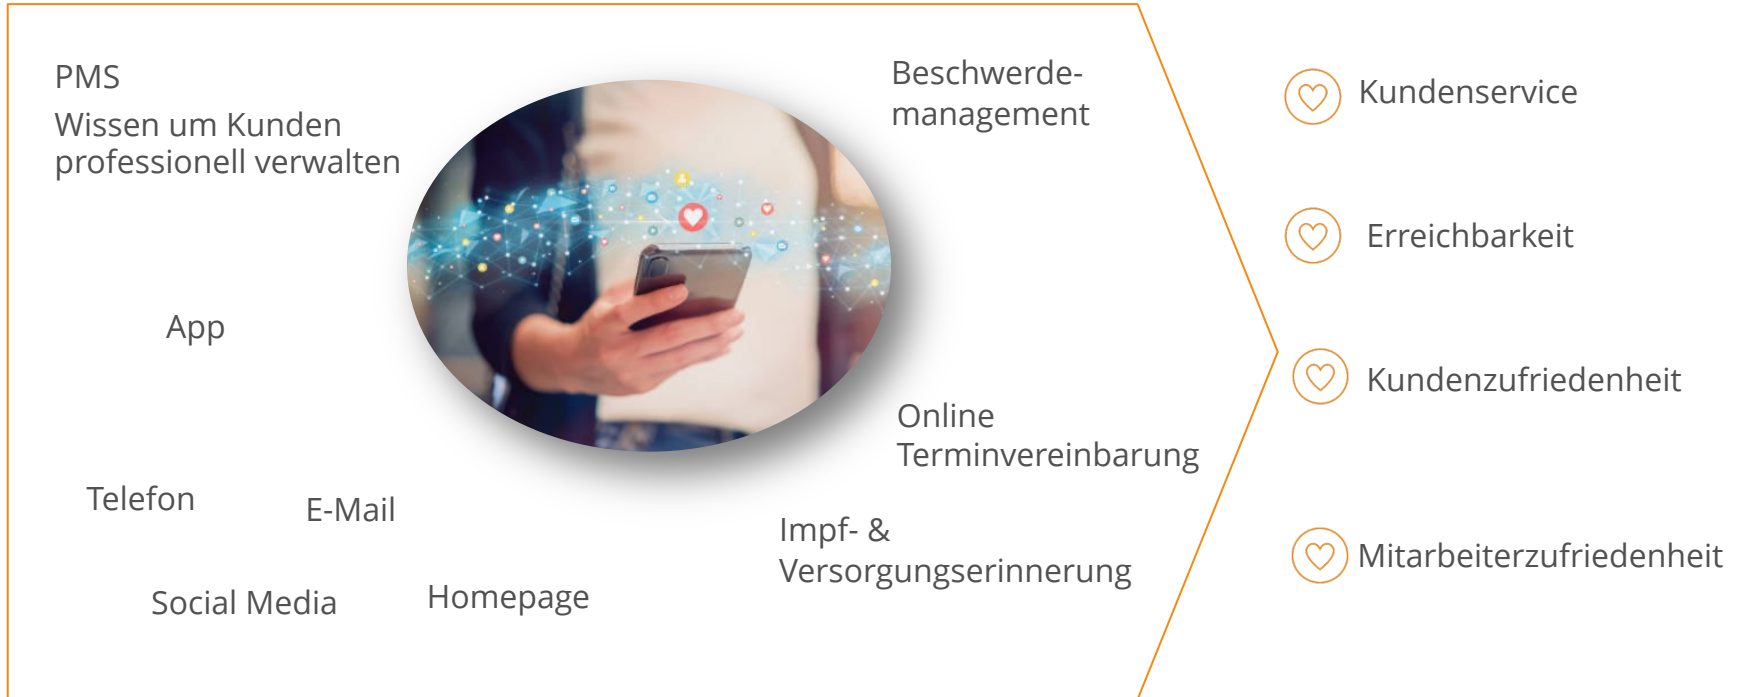 PMS
Wissen um Kunden
professionell verwalten
App
Telefon
E-Mail
Social Media
Homepage
Beschwerde-
management
Online
Terminvereinbarung
Impf- &
Versorgungserinnerung
Kundenservice
Erreichbarkeit
Kundenzufriedenheit
Mitarbeiterzufriedenheit